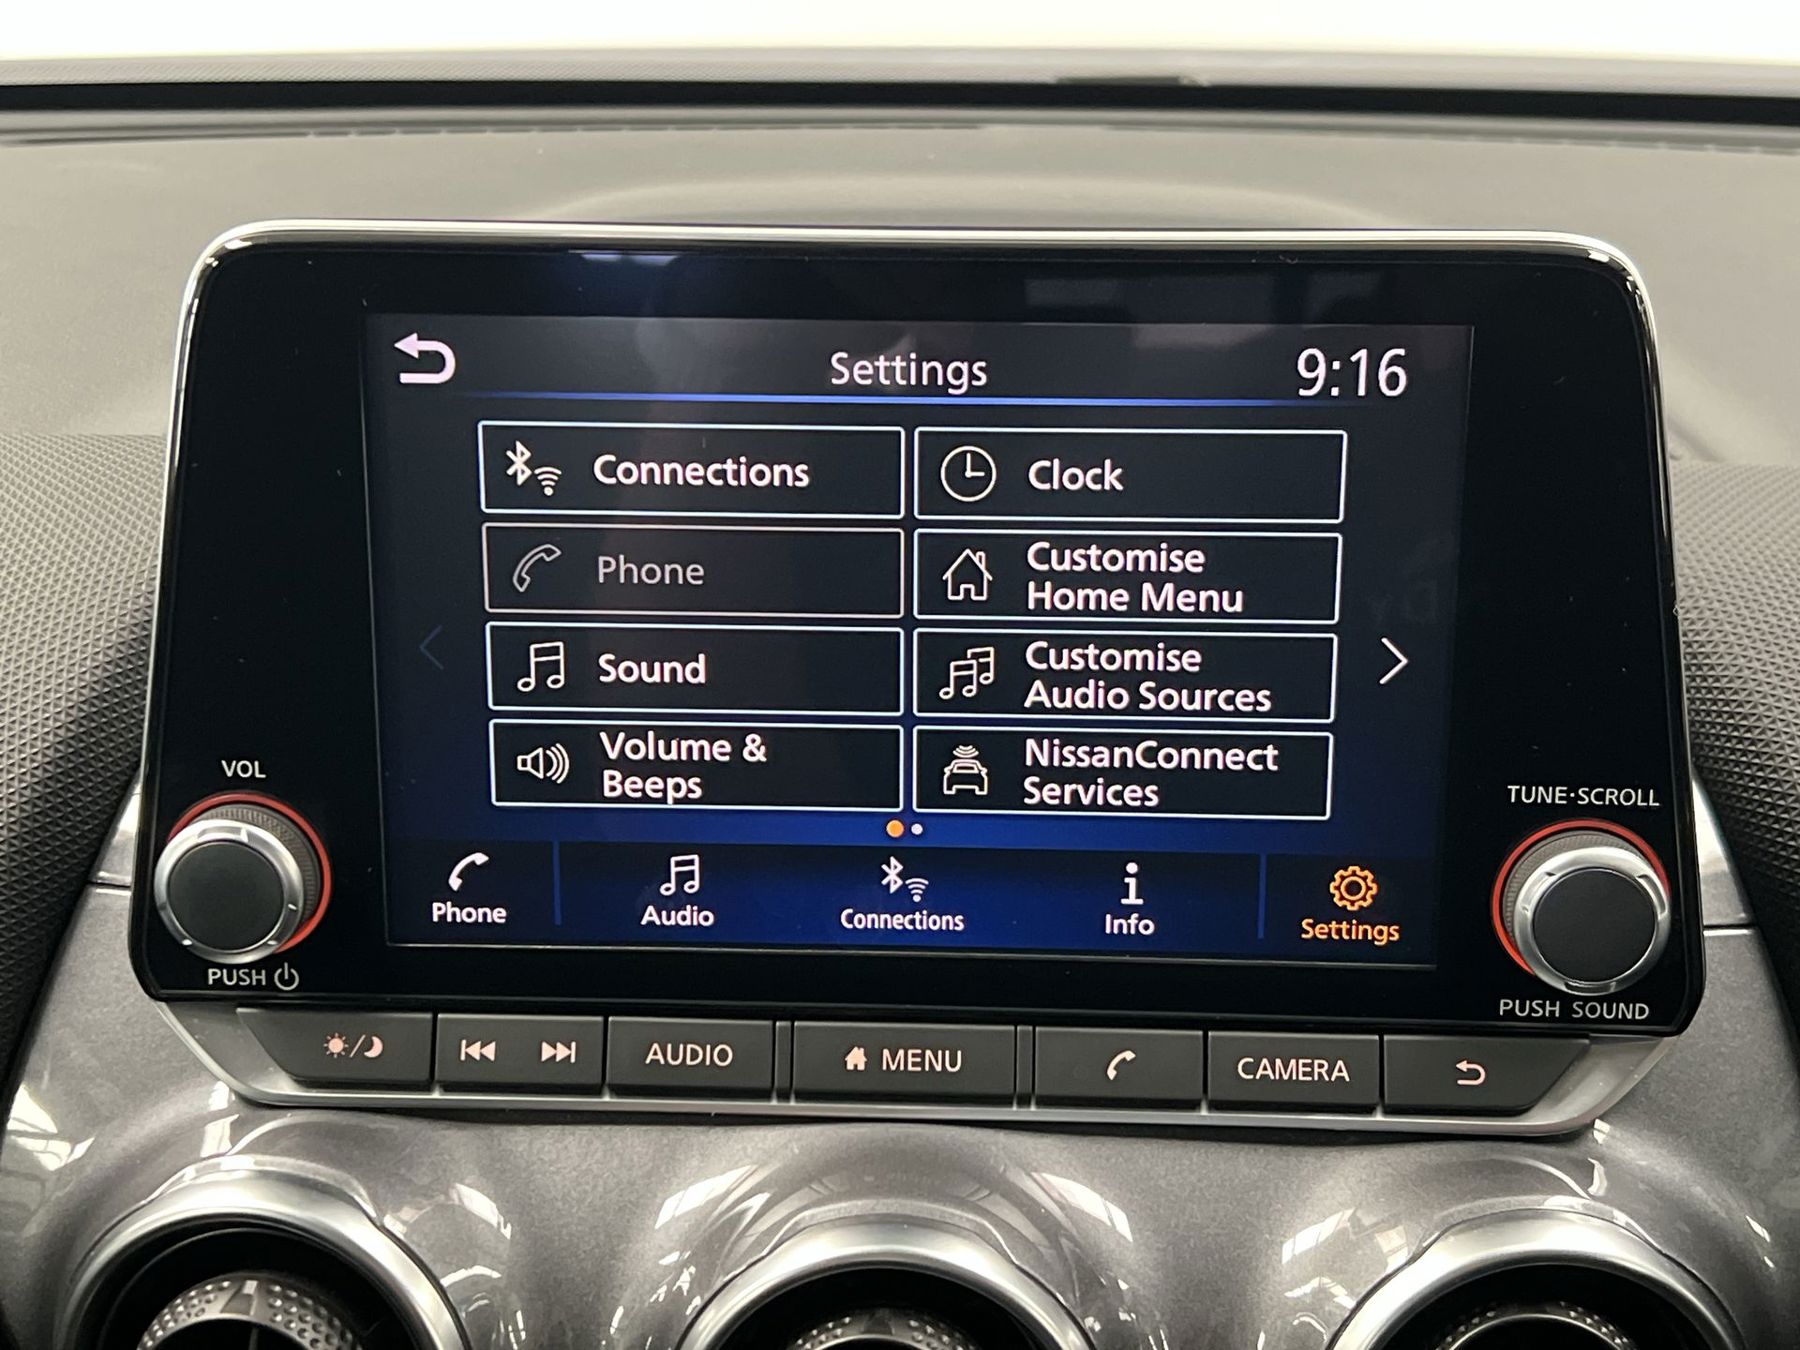 Settings
9:16
Connections
Clock
Phone
Customise
Home Menu
Sound
Customise
Audio Sources
Volume &
Beeps
NissanConnect
Services
VOL
TUNE·SCROLL
Phone
Audio
Connections
Info
Settings
PUSH
PUSH SOUND
AUDIO
MENU
CAMERA